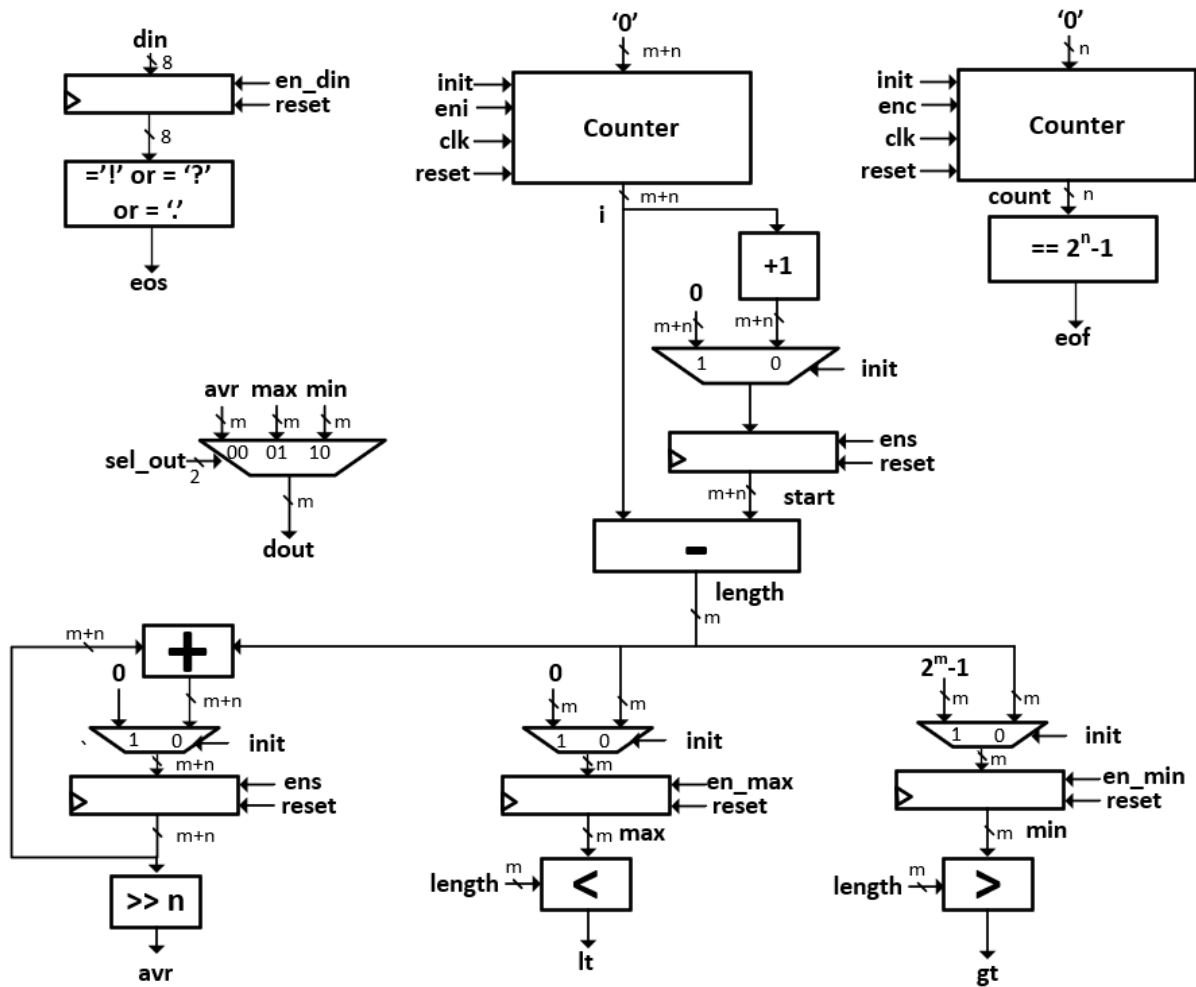 din
8
en_din
reset
8
='!' or = '?'
or = '.'
eos
'0'
m+n
init
eni
clk
reset
Counter
m+n
i
+1
0
m+n
m+n
1 0
init
ens
reset
m+n
start
-
length
m
'0'
n
init
enc
clk
reset
Counter
count
n
== 2ⁿ-1
eof
avr max min
m m m
00 01 10
sel_out
2
m
dout
m+n
+
0
m+n
` 1 0
init
m+n
ens
reset
m+n
>> n
avr
0
m
m
1 0
init
m
en_max
reset
m
max
length
m
<
lt
2ᵐ-1
m
m
1 0
init
m
en_min
reset
m
min
length
m
>
gt